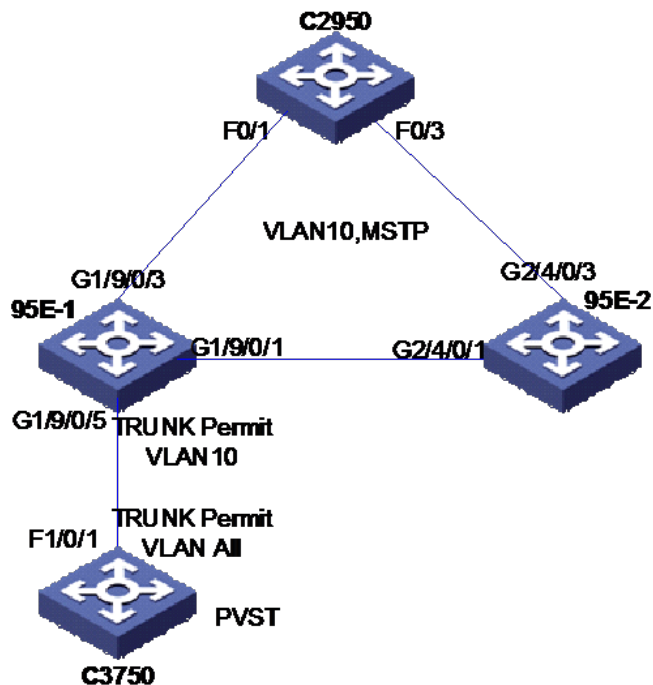 C2950
F0/1
F0/3
VLAN10,MSTP
G1/9/0/3
G2/4/0/3
95E-1
95E-2
G1/9/0/1
G2/4/0/1
G1/9/0/5
TRUNK Permit
VLAN 10
TRUNK Permit
VLAN All
F1/0/1
PVST
C3750